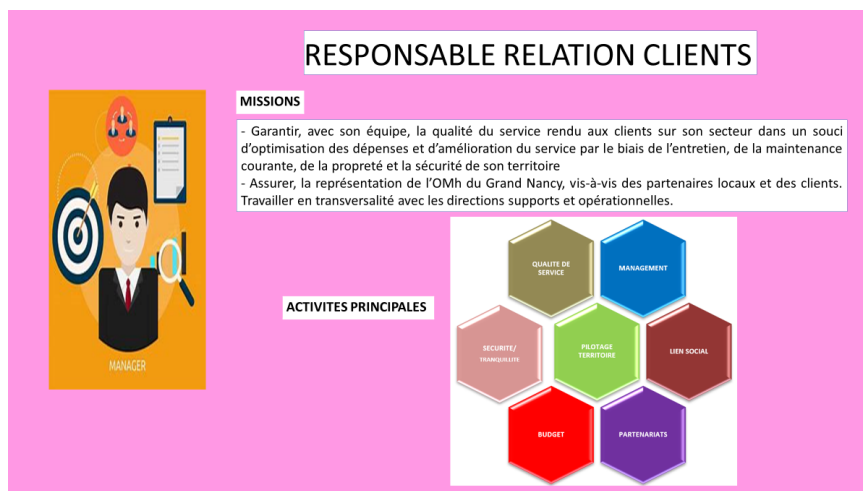 RESPONSABLE RELATION CLIENTS
MISSIONS
- Garantir, avec son équipe, la qualité du service rendu aux clients sur son secteur dans un souci
d’optimisation des dépenses et d’amélioration du service par le biais de l’entretien, de la maintenance
courante, de la propreté et la sécurité de son territoire
- Assurer, la représentation de l’OMh du Grand Nancy, vis-à-vis des partenaires locaux et des clients.
Travailler en transversalité avec les directions supports et opérationnelles.
MANAGER
ACTIVITES PRINCIPALES
QUALITE DE
SERVICE
MANAGEMENT
SECURITE/
TRANQUILLITE
PILOTAGE
TERRITOIRE
LIEN SOCIAL
BUDGET
PARTENARIATS